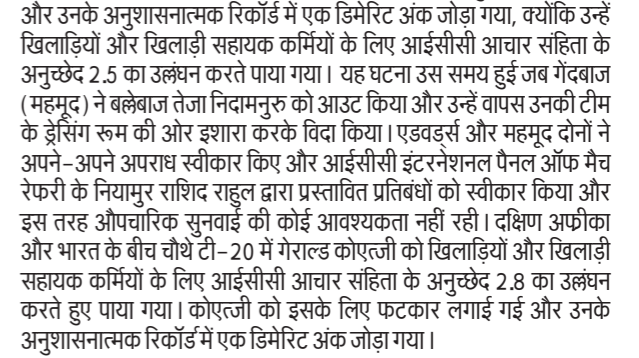 और उनके अनुशासनात्मक रिकॉर्ड में एक डिमेरिट अंक जोड़ा गया, क्योंकि उन्हें
खिलाड़ियों और खिलाड़ी सहायक कर्मियों के लिए आईसीसी आचार संहिता के
अनुच्छेद 2.5 का उल्लंघन करते पाया गया। यह घटना उस समय हुई जब गेंदबाज
(महमूद) ने बल्लेबाज तेजा निदामनुरु को आउट किया और उन्हें वापस उनकी टीम
के ड्रेसिंग रूम की ओर इशारा करके विदा किया। एडवर्ड्स और महमूद दोनों ने
अपने-अपने अपराध स्वीकार किए और आईसीसी इंटरनेशनल पैनल ऑफ मैच
रेफरी के नियामुर राशिद राहुल द्वारा प्रस्तावित प्रतिबंधों को स्वीकार किया और
इस तरह औपचारिक सुनवाई की कोई आवश्यकता नहीं रही। दक्षिण अफ्रीका
और भारत के बीच चौथे टी-20 में गेराल्ड कोएत्जी को खिलाड़ियों और खिलाड़ी
सहायक कर्मियों के लिए आईसीसी आचार संहिता के अनुच्छेद 2.8 का उल्लंघन
करते हुए पाया गया। कोएत्जी को इसके लिए फटकार लगाई गई और उनके
अनुशासनात्मक रिकॉर्ड में एक डिमेरिट अंक जोड़ा गया।